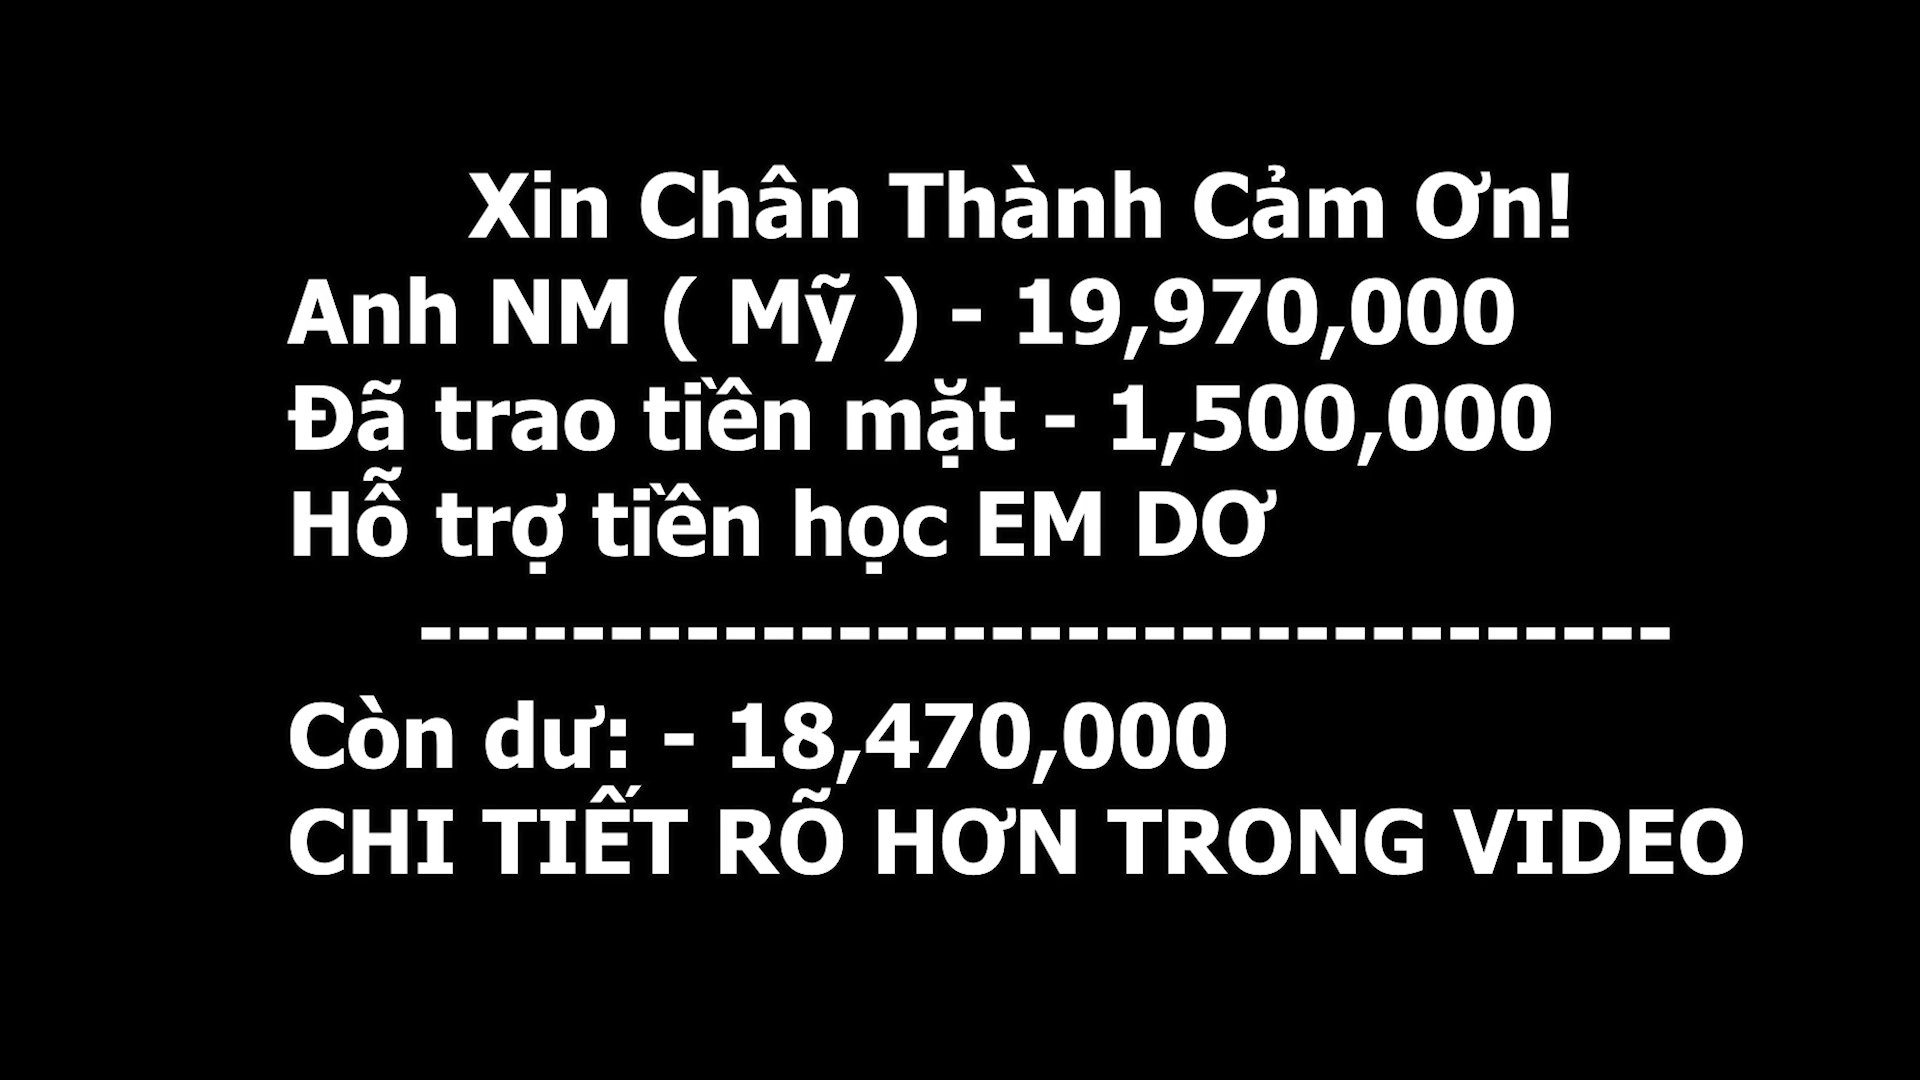 Xin Chân Thành Cảm Ơn!
Anh NM ( Mỹ ) - 19,970,000
Đã trao tiền mặt - 1,500,000
Hỗ trợ tiền học EM DƠ
---------------------------------
Còn dư: - 18,470,000
CHI TIẾT RÕ HƠN TRONG VIDEO